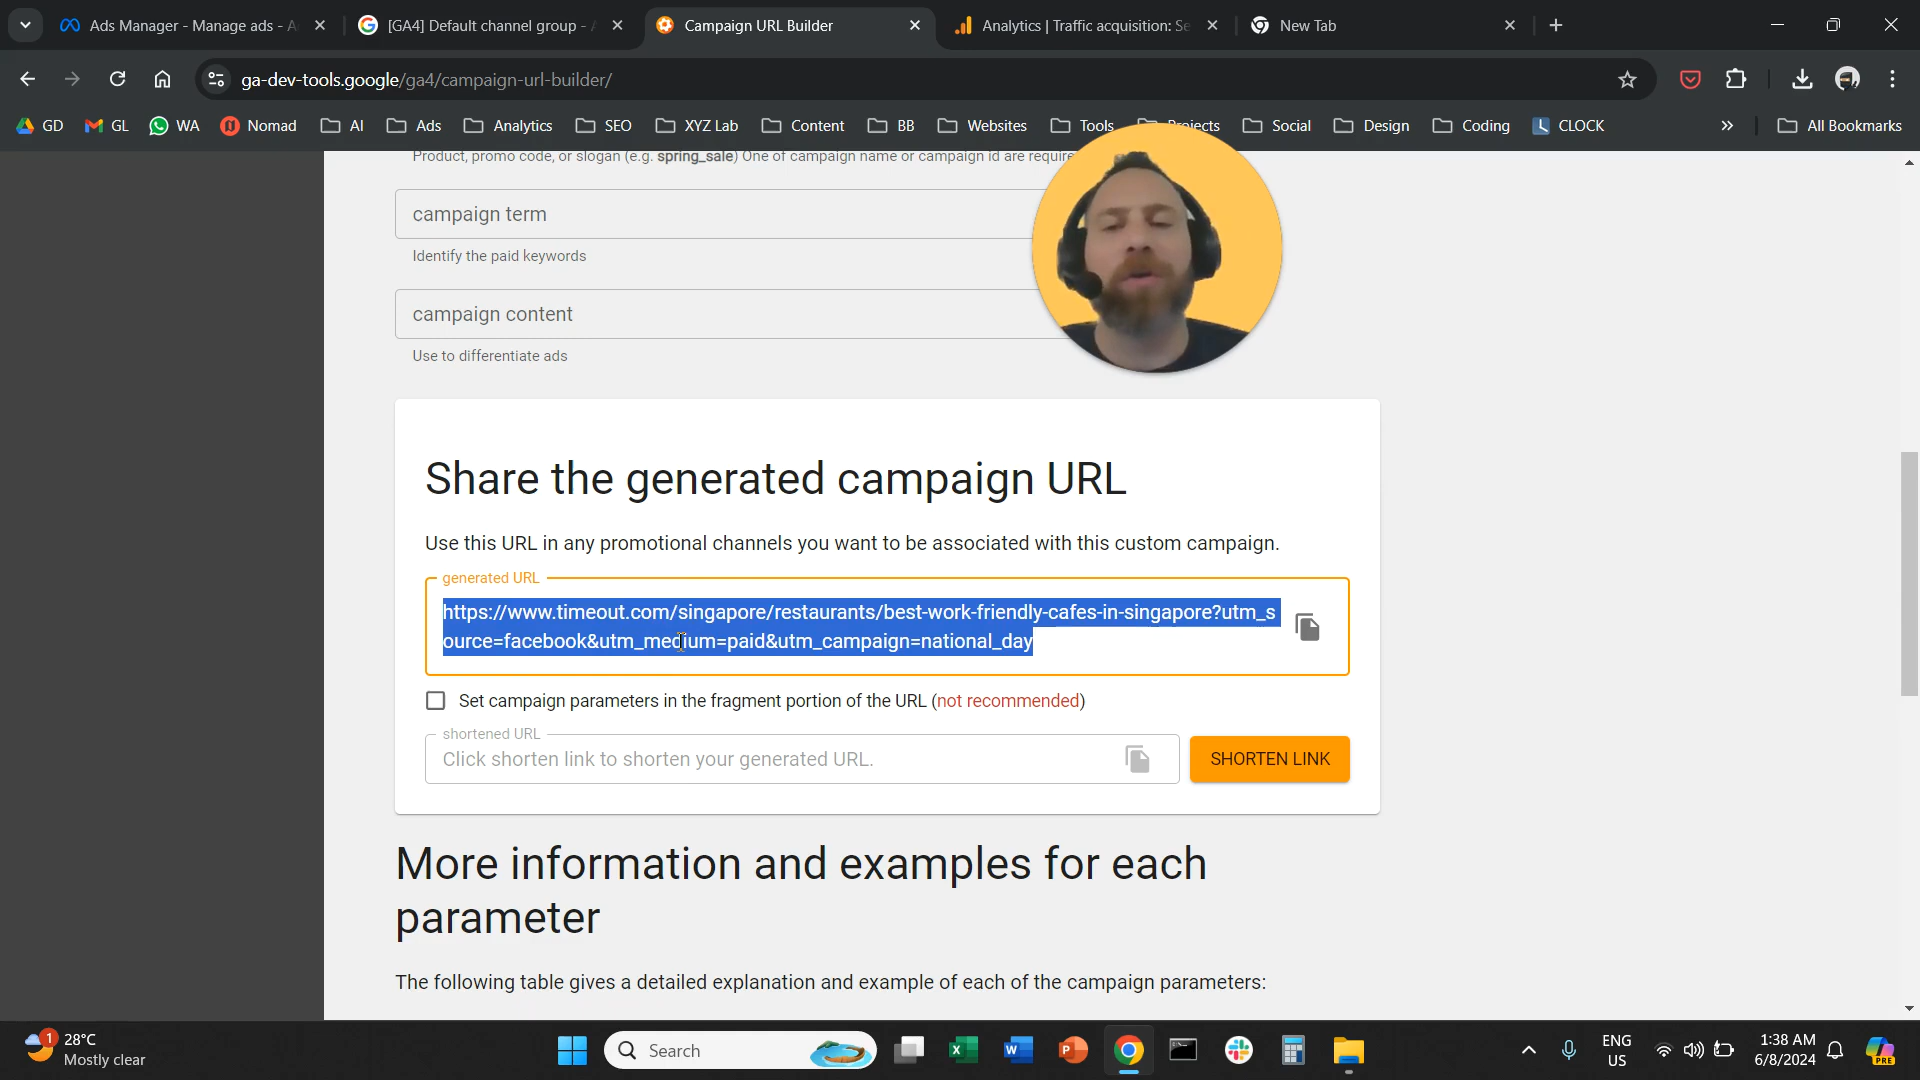 Ads Manager - Manage ads - A
[GA4] Default channel group - A
Campaign URL Builder
Analytics | Traffic acquisition: Se
New Tab
ga-dev-tools.google/ga4/campaign-url-builder/
GD
GL
WA
Nomad
AI
Ads
Analytics
SEO
XYZ Lab
Content
BB
Websites
Tools
Projects
Social
Design
Coding
CLOCK
All Bookmarks
Product, promo code, or slogan (e.g. spring_sale) One of campaign name or campaign id are require
campaign term
Identify the paid keywords
campaign content
Use to differentiate ads
Share the generated campaign URL
Use this URL in any promotional channels you want to be associated with this custom campaign.
generated URL
https://www.timeout.com/singapore/restaurants/best-work-friendly-cafes-in-singapore?utm_s
ource=facebook&utm_medium=paid&utm_campaign=national_day
Set campaign parameters in the fragment portion of the URL (not recommended)
shortened URL
Click shorten link to shorten your generated URL.
SHORTEN LINK
More information and examples for each
parameter
The following table gives a detailed explanation and example of each of the campaign parameters:
1
28°C
Mostly clear
Search
ENG
US
1:38 AM
6/8/2024
PRE